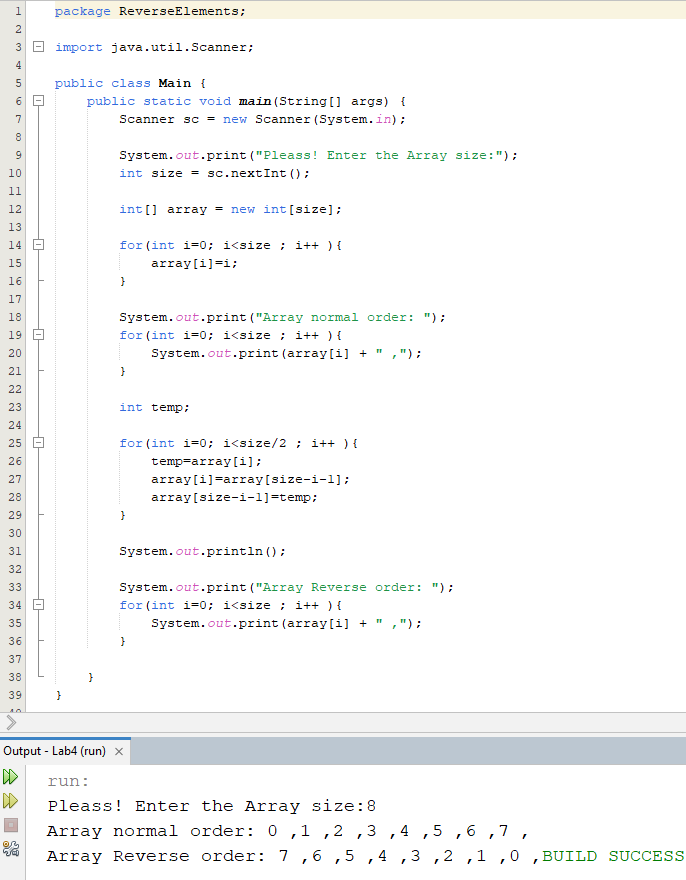 1 package ReverseElements;
2
3 import java.util.Scanner;
4
5 public class Main {
6 public static void main(String[] args) {
7 Scanner sc = new Scanner(System.in);
8
9 System.out.print("Pleass! Enter the Array size:");
10 int size = sc.nextInt();
11
12 int[] array = new int[size];
13
14 for(int i=0; i<size ; i++ ){
15 array[i]=i;
16 }
17
18 System.out.print("Array normal order: ");
19 for(int i=0; i<size ; i++ ){
20 System.out.print(array[i] + " ,");
21 }
22
23 int temp;
24
25 for(int i=0; i<size/2 ; i++ ){
26 temp=array[i];
27 array[i]=array[size-i-1];
28 array[size-i-1]=temp;
29 }
30
31 System.out.println();
32
33 System.out.print("Array Reverse order: ");
34 for(int i=0; i<size ; i++ ){
35 System.out.print(array[i] + " ,");
36 }
37
38 }
39 }
Output - Lab4 (run) ×
run:
Pleass! Enter the Array size:8
Array normal order: 0 ,1 ,2 ,3 ,4 ,5 ,6 ,7 ,
Array Reverse order: 7 ,6 ,5 ,4 ,3 ,2 ,1 ,0 ,BUILD SUCCESS